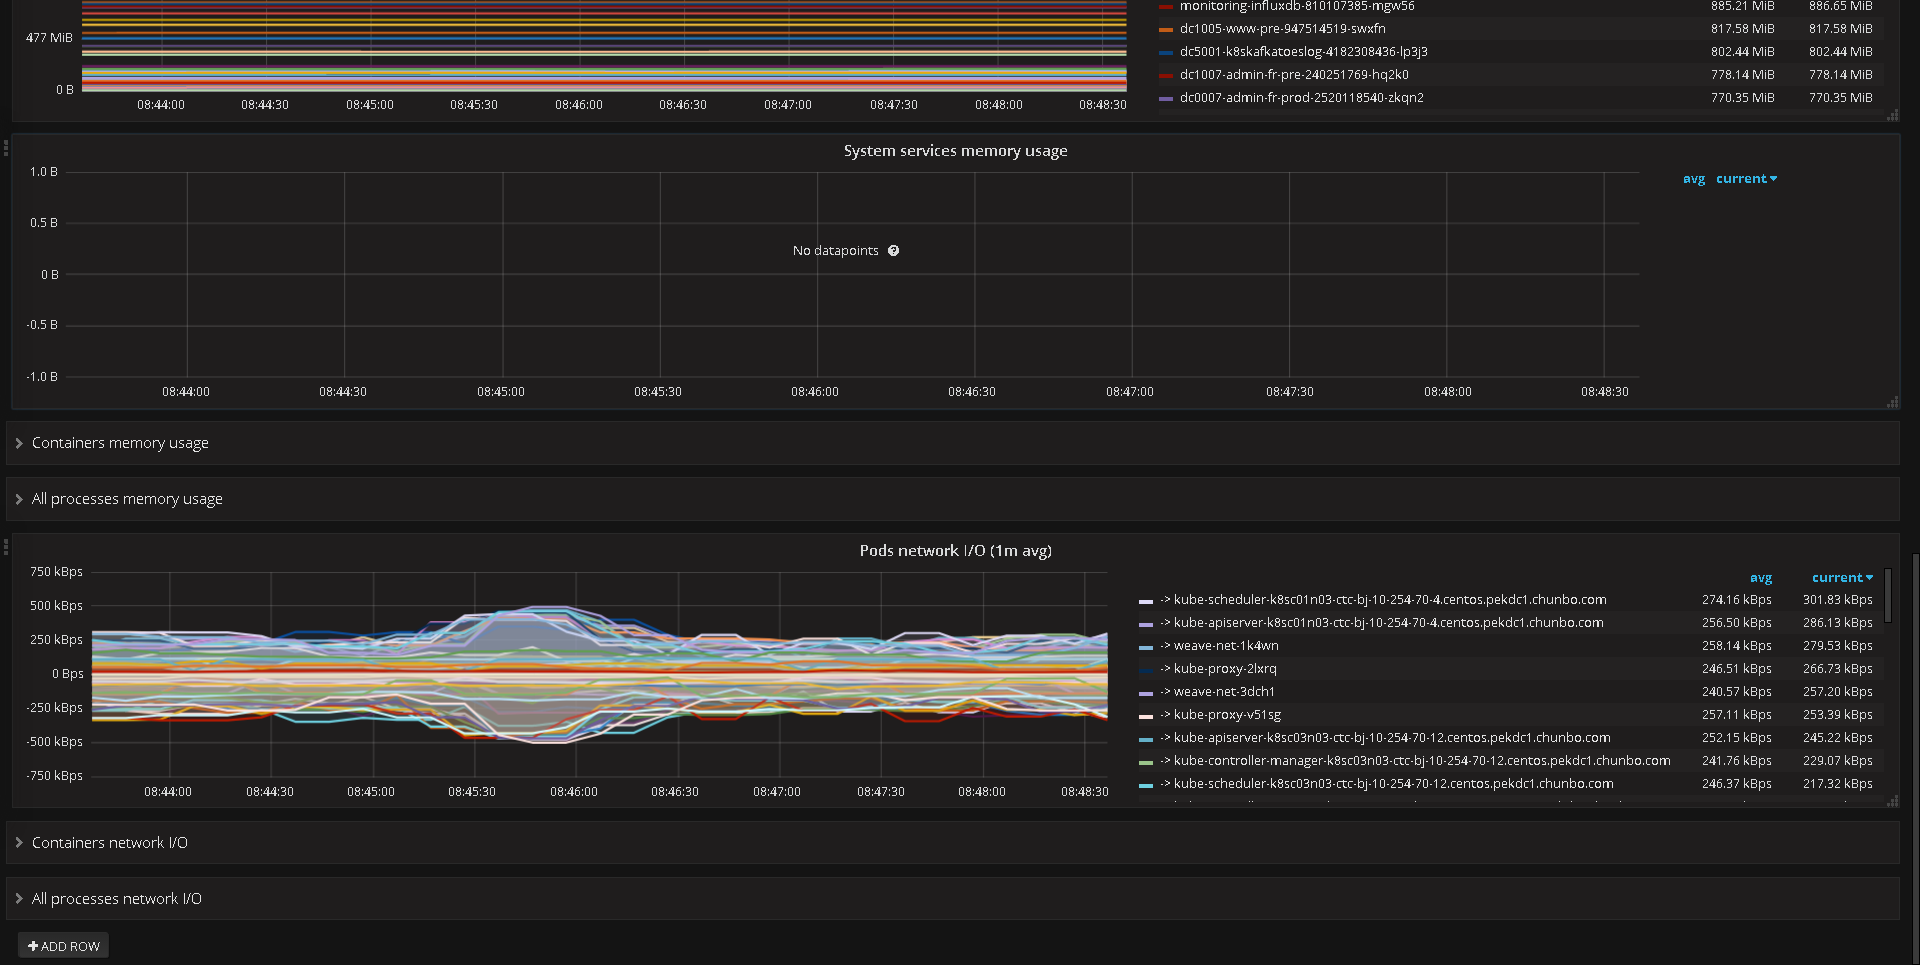 monitoring-influxdb-810107385-mgw56 885.21 MiB 886.65 MiB
dc1005-www-pre-947514519-swxfn 817.58 MiB 817.58 MiB
477 MiB
dc5001-k8skafkatoeslog-4182308436-lp3j3 802.44 MiB 802.44 MiB
dc1007-admin-fr-pre-240251769-hq2k0 778.14 MiB 778.14 MiB
0 B
dc0007-admin-fr-prod-2520118540-zkqn2 770.35 MiB 770.35 MiB
08:44:00 08:44:30 08:45:00 08:45:30 08:46:00 08:46:30 08:47:00 08:47:30 08:48:00 08:48:30
System services memory usage
1.0 B
avg current
0.5 B
No datapoints
0 B
-0.5 B
-1.0 B
08:44:00 08:44:30 08:45:00 08:45:30 08:46:00 08:46:30 08:47:00 08:47:30 08:48:00 08:48:30
Containers memory usage
All processes memory usage
Pods network I/O (1m avg)
750 kBps
avg current
500 kBps
-> kube-scheduler-k8sc01n03-ctc-bj-10-254-70-4.centos.pekdc1.chunbo.com 274.16 kBps 301.83 kBps
-> kube-apiserver-k8sc01n03-ctc-bj-10-254-70-4.centos.pekdc1.chunbo.com 256.50 kBps 286.13 kBps
250 kBps
-> weave-net-1k4wn 258.14 kBps 279.53 kBps
0 Bps
-> kube-proxy-2lxrq 246.51 kBps 266.73 kBps
-> weave-net-3dch1 240.57 kBps 257.20 kBps
-250 kBps
-> kube-proxy-v51sg 257.11 kBps 253.39 kBps
-500 kBps
-> kube-apiserver-k8sc03n03-ctc-bj-10-254-70-12.centos.pekdc1.chunbo.com 252.15 kBps 245.22 kBps
-> kube-controller-manager-k8sc03n03-ctc-bj-10-254-70-12.centos.pekdc1.chunbo.com 241.76 kBps 229.07 kBps
-750 kBps
-> kube-scheduler-k8sc03n03-ctc-bj-10-254-70-12.centos.pekdc1.chunbo.com 246.37 kBps 217.32 kBps
08:44:00 08:44:30 08:45:00 08:45:30 08:46:00 08:46:30 08:47:00 08:47:30 08:48:00 08:48:30
Containers network I/O
All processes network I/O
+ ADD ROW